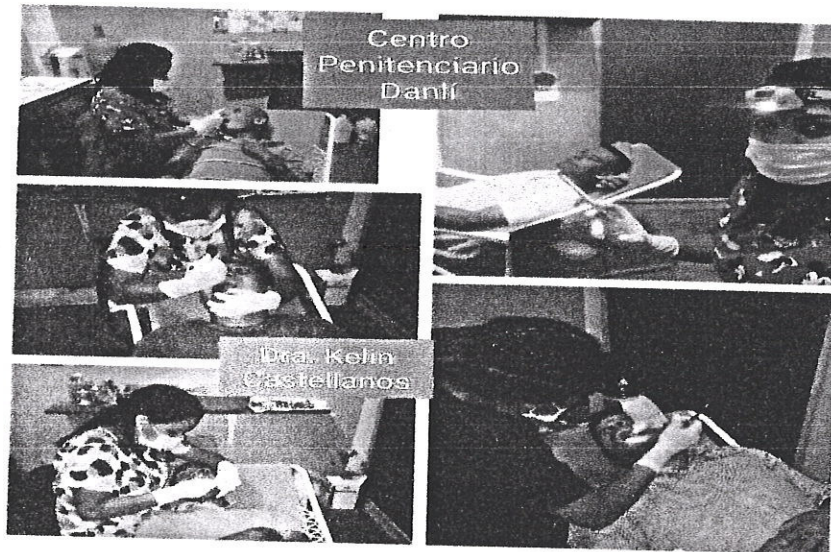 Centro
Penitenciario
Danlí
Dra. Kelin
Castellanos